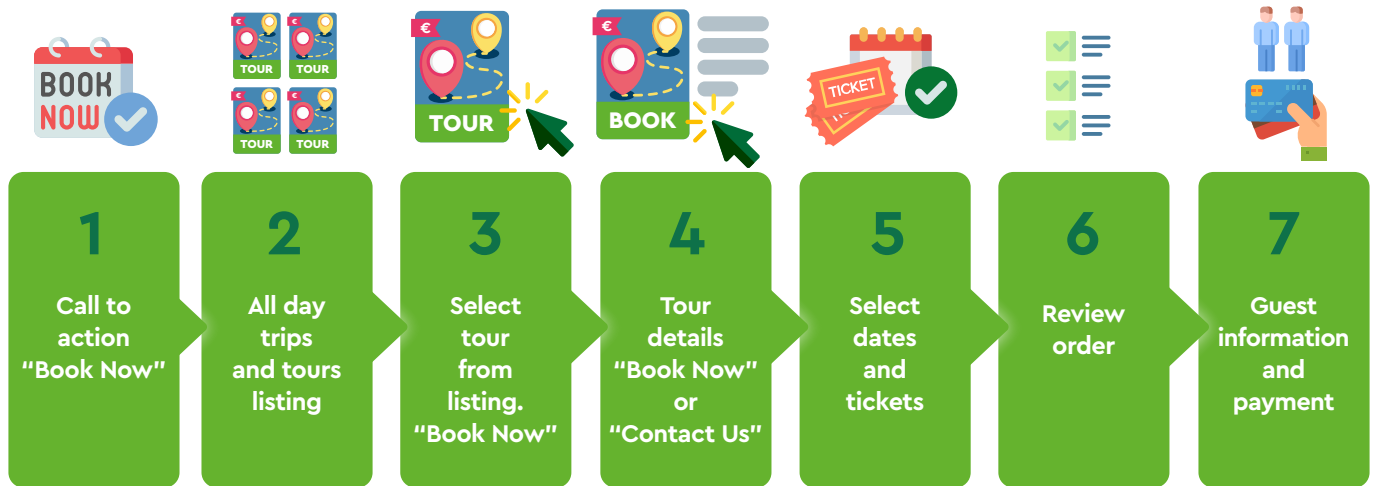 BOOK
NOW
€
€
TOUR
TOUR
€
€
TOUR
TOUR
€
TOUR
€
BOOK
TICKET
1
Call to
action
“Book Now”
2
All day
trips
and tours
listing
3
Select
tour
from
listing.
“Book Now”
4
Tour
details
“Book Now”
or
“Contact Us”
5
Select
dates
and
tickets
6
Review
order
7
Guest
information
and
payment